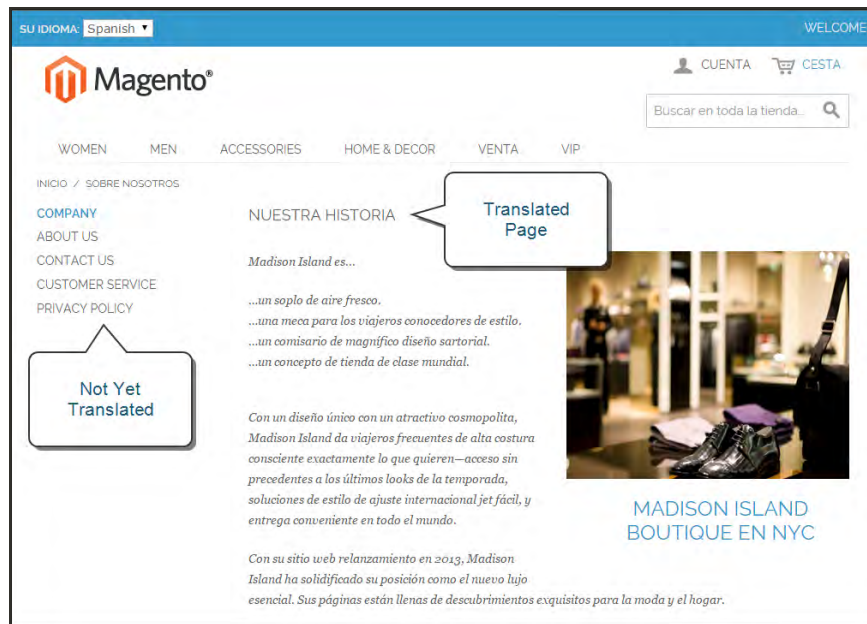 SU IDIOMA: Spanish
WELCOME
Magento®
CUENTA CESTA
Buscar en toda la tienda...
WOMEN MEN ACCESSORIES HOME & DECOR VENTA VIP
INICIO / SOBRE NOSOTROS
COMPANY
ABOUT US
CONTACT US
CUSTOMER SERVICE
PRIVACY POLICY
Not Yet
Translated
NUESTRA HISTORIA
Translated
Page
Madison Island es...
...un soplo de aire fresco.
...una meca para los viajeros conocedores de estilo.
...un comisario de magnífico diseño sartorial.
...un concepto de tienda de clase mundial.
Con un diseño único con un atractivo cosmopolita,
Madison Island da viajeros frecuentes de alta costura
consciente exactamente lo que quieren—acceso sin
precedentes a los últimos looks de la temporada,
soluciones de estilo de ajuste internacional jet fácil, y
entrega conveniente en todo el mundo.
MADISON ISLAND
BOUTIQUE EN NYC
Con su sitio web relanzamiento en 2013, Madison
Island ha solidificado su posición como el nuevo lujo
esencial. Sus páginas están llenas de descubrimientos exquisitos para la moda y el hogar.